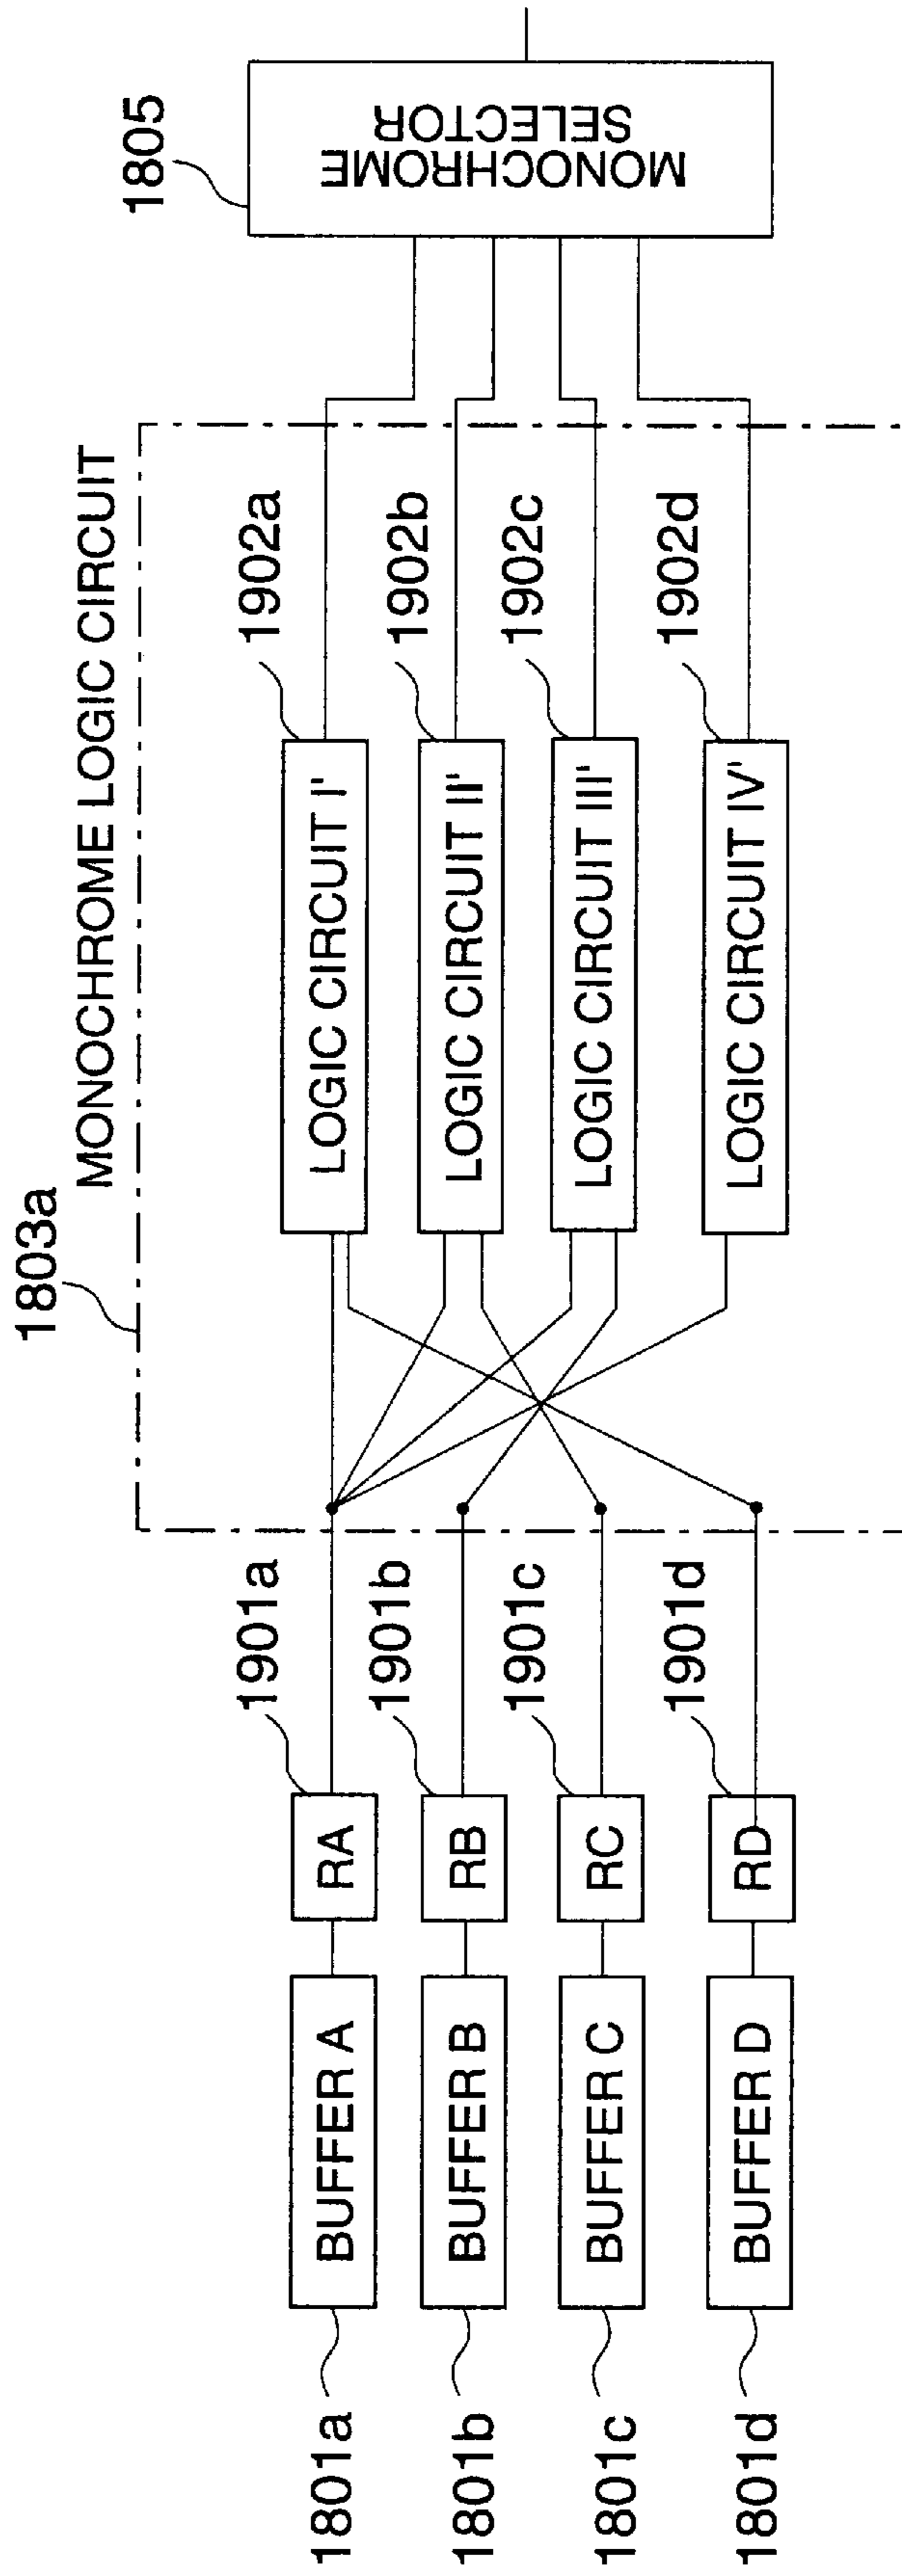 1803a
MONOCHROME LOGIC CIRCUIT
1801a
BUFFER A
RA
1901a
LOGIC CIRCUIT I'
1902a
1801b
BUFFER B
RB
1901b
LOGIC CIRCUIT II'
1902b
1801c
BUFFER C
RC
1901c
LOGIC CIRCUIT III'
1902c
1801d
BUFFER D
RD
1901d
LOGIC CIRCUIT IV'
1902d
1805
MONOCHROME
SELECTOR